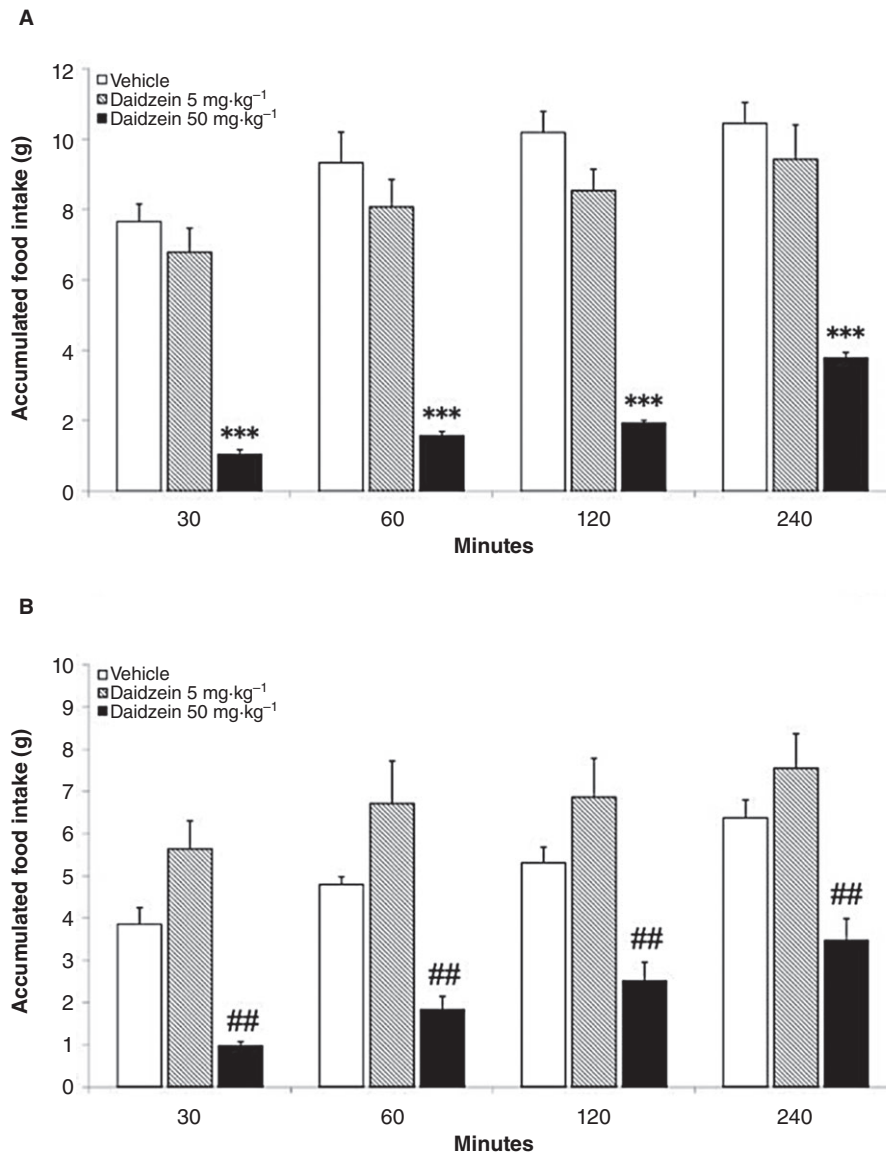 A
12
10
8
6
4
2
0
Accumulated food intake (g)
Vehicle
Daidzein 5 mg·kg⁻¹
Daidzein 50 mg·kg⁻¹
***
***
***
***
30 60 120 240
Minutes
B
10
9
8
7
6
5
4
3
2
1
0
Accumulated food intake (g)
Vehicle
Daidzein 5 mg·kg⁻¹
Daidzein 50 mg·kg⁻¹
##
##
##
##
30 60 120 240
Minutes